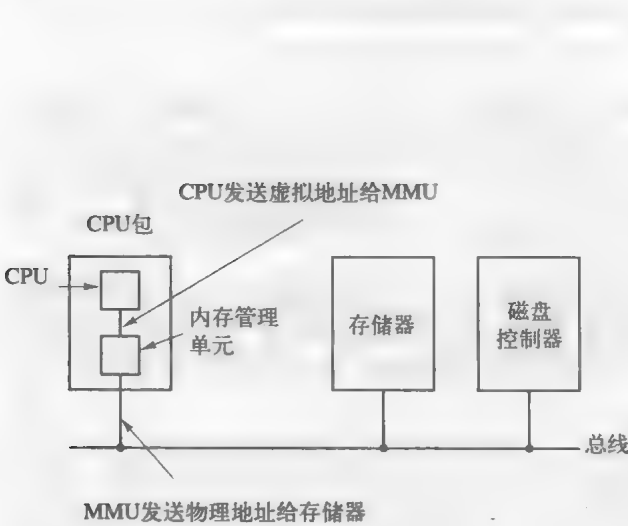 CPU发送虚拟地址给MMU
CPU包
CPU
内存管理
单元
存储器
磁盘
控制器
总线
MMU发送物理地址给存储器